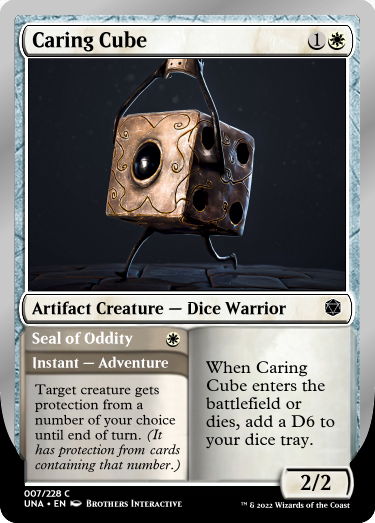 Caring Cube 1
Artifact Creature — Dice Warrior
Seal of Oddity
Instant — Adventure
Target creature gets
protection from a
number of your choice
until end of turn. (It
has protection from cards
containing that number.)
When Caring
Cube enters the
battlefield or
dies, add a D6 to
your dice tray.
2/2
007/228 C
UNA • EN Brothers Interactive
™ & 2022 Wizards of the Coast